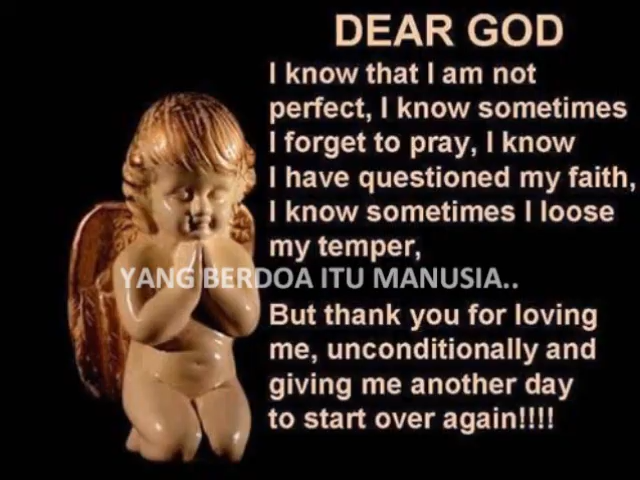 DEAR GOD
I know that I am not
perfect, I know sometimes
I forget to pray, I know
I have questioned my faith,
I know sometimes I loose
my temper,
YANG BERDOA ITU MANUSIA..
But thank you for loving
me, unconditionally and
giving me another day
to start over again!!!!